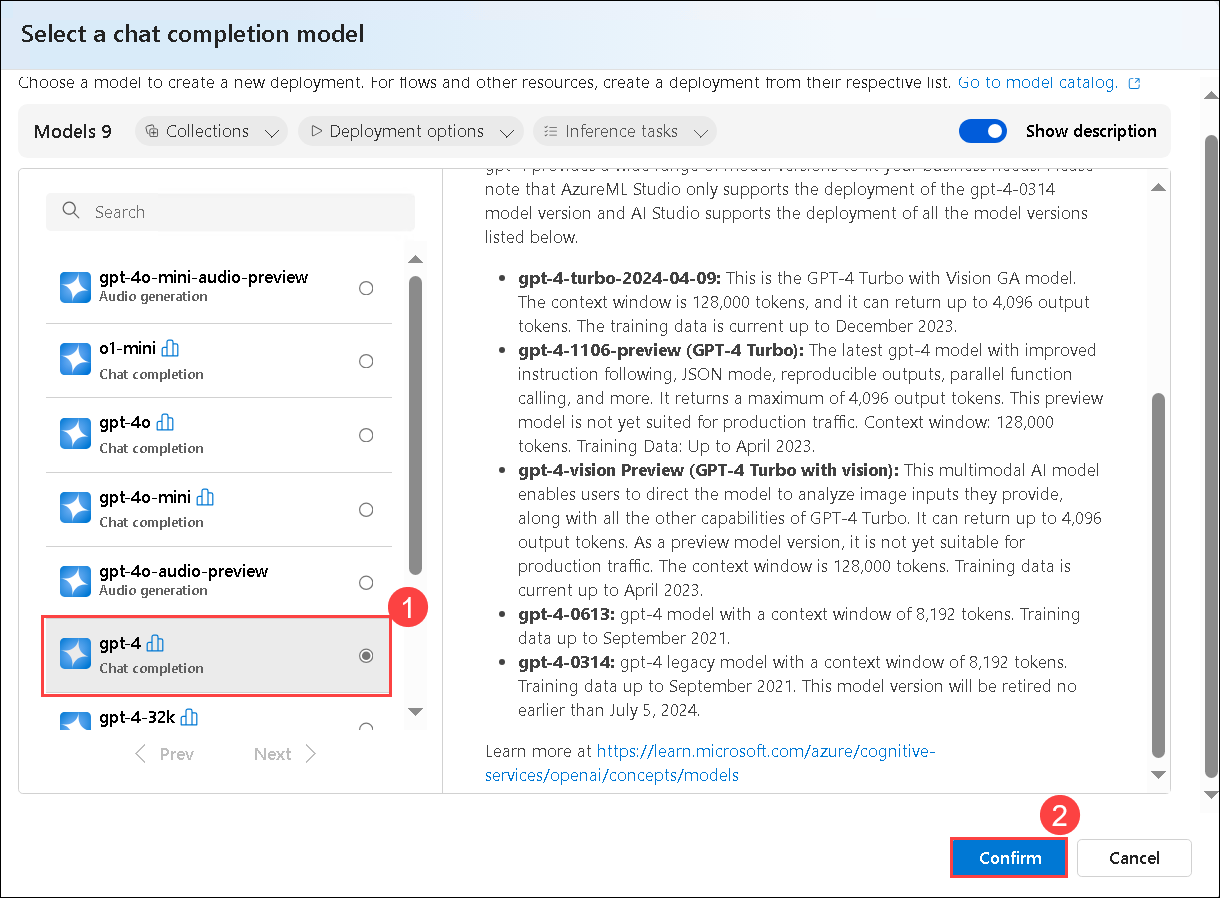 Select a chat completion model
Choose a model to create a new deployment. For flows and other resources, create a deployment from their respective list. Go to model catalog.
Models 9
Collections
Deployment options
Inference tasks
Show description
Search
gpt-4o-mini-audio-preview
Audio generation
o1-mini
Chat completion
gpt-4o
Chat completion
gpt-4o-mini
Chat completion
gpt-4o-audio-preview
Audio generation
1
gpt-4
Chat completion
gpt-4-32k
Prev
Next
gpt-4 provides a wide range of model versions to fit your business needs. Please
note that AzureML Studio only supports the deployment of the gpt-4-0314
model version and AI Studio supports the deployment of all the model versions
listed below.
• gpt-4-turbo-2024-04-09: This is the GPT-4 Turbo with Vision GA model.
The context window is 128,000 tokens, and it can return up to 4,096 output
tokens. The training data is current up to December 2023.
• gpt-4-1106-preview (GPT-4 Turbo): The latest gpt-4 model with improved
instruction following, JSON mode, reproducible outputs, parallel function
calling, and more. It returns a maximum of 4,096 output tokens. This preview
model is not yet suited for production traffic. Context window: 128,000
tokens. Training Data: Up to April 2023.
• gpt-4-vision Preview (GPT-4 Turbo with vision): This multimodal AI model
enables users to direct the model to analyze image inputs they provide,
along with all the other capabilities of GPT-4 Turbo. It can return up to 4,096
output tokens. As a preview model version, it is not yet suitable for
production traffic. The context window is 128,000 tokens. Training data is
current up to April 2023.
• gpt-4-0613: gpt-4 model with a context window of 8,192 tokens. Training
data up to September 2021.
• gpt-4-0314: gpt-4 legacy model with a context window of 8,192 tokens.
Training data up to September 2021. This model version will be retired no
earlier than July 5, 2024.
Learn more at https://learn.microsoft.com/azure/cognitive-
services/openai/concepts/models
2
Confirm
Cancel